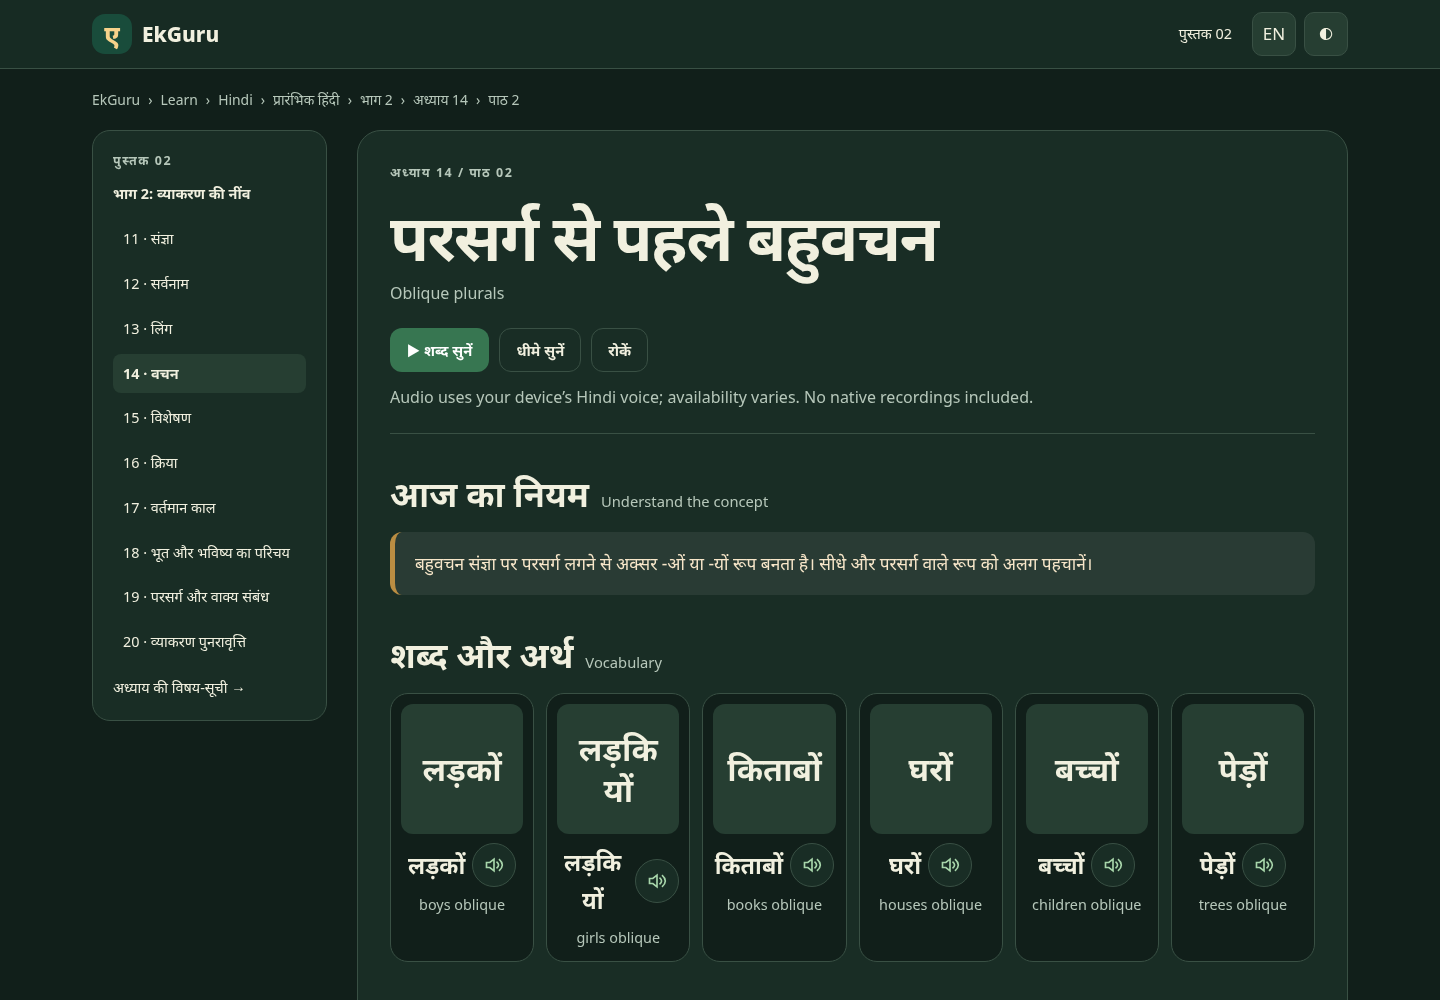 ए EkGuru
पुस्तक 02
EN
EkGuru › Learn › Hindi › प्रारंभिक हिंदी › भाग 2 › अध्याय 14 › पाठ 2
पुस्तक 02
भाग 2: व्याकरण की नींव
11 · संज्ञा
12 · सर्वनाम
13 · लिंग
14 · वचन
15 · विशेषण
16 · क्रिया
17 · वर्तमान काल
18 · भूत और भविष्य का परिचय
19 · परसर्ग और वाक्य संबंध
20 · व्याकरण पुनरावृत्ति
अध्याय की विषय-सूची →
अध्याय 14 / पाठ 02
परसर्ग से पहले बहुवचन
Oblique plurals
▶ शब्द सुनें
धीमे सुनें
रोकें
Audio uses your device’s Hindi voice; availability varies. No native recordings included.
आज का नियम Understand the concept
बहुवचन संज्ञा पर परसर्ग लगने से अक्सर -ओं या -यों रूप बनता है। सीधे और परसर्ग वाले रूप को अलग पहचानें।
शब्द और अर्थ Vocabulary
लड़कों
लड़कों
boys oblique
लड़कि
यों
लड़कि
यों
girls oblique
किताबों
किताबों
books oblique
घरों
घरों
houses oblique
बच्चों
बच्चों
children oblique
पेड़ों
पेड़ों
trees oblique